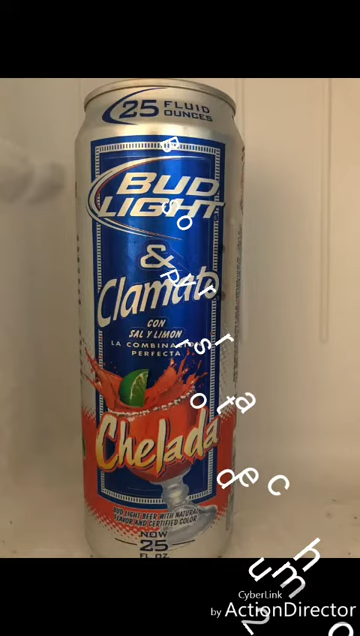 25 FLUID OUNCES
BUD
LIGHT
&
Clamato
CON
SAL Y LIMON
LA COMBINA
PERFECTA
Chelada
BUD LIGHT BEER WITH NATURAL
FLAVOR AND CERTIFIED COLOR
NOW
25
FL. OZ.
CyberLink
by ActionDirector